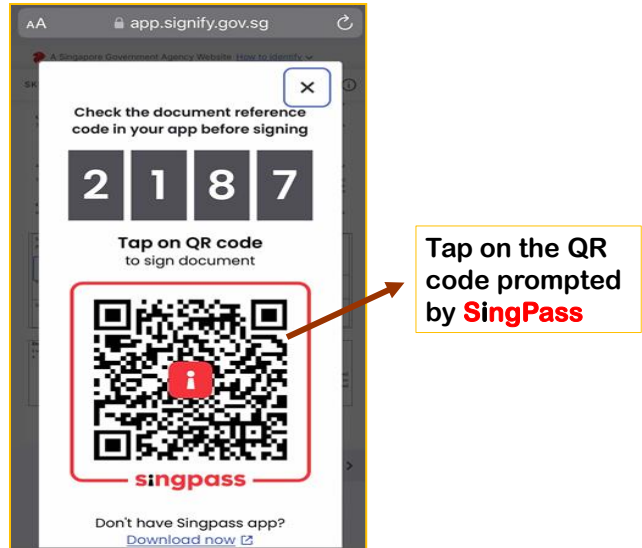 AA app.signify.gov.sg
A Singapore Government Agency Website How to identify
SK
Check the document reference
code in your app before signing
2 1 8 7
Tap on QR code
to sign document
singpass
Don't have Singpass app?
Download now
Tap on the QR
code prompted
by SingPass